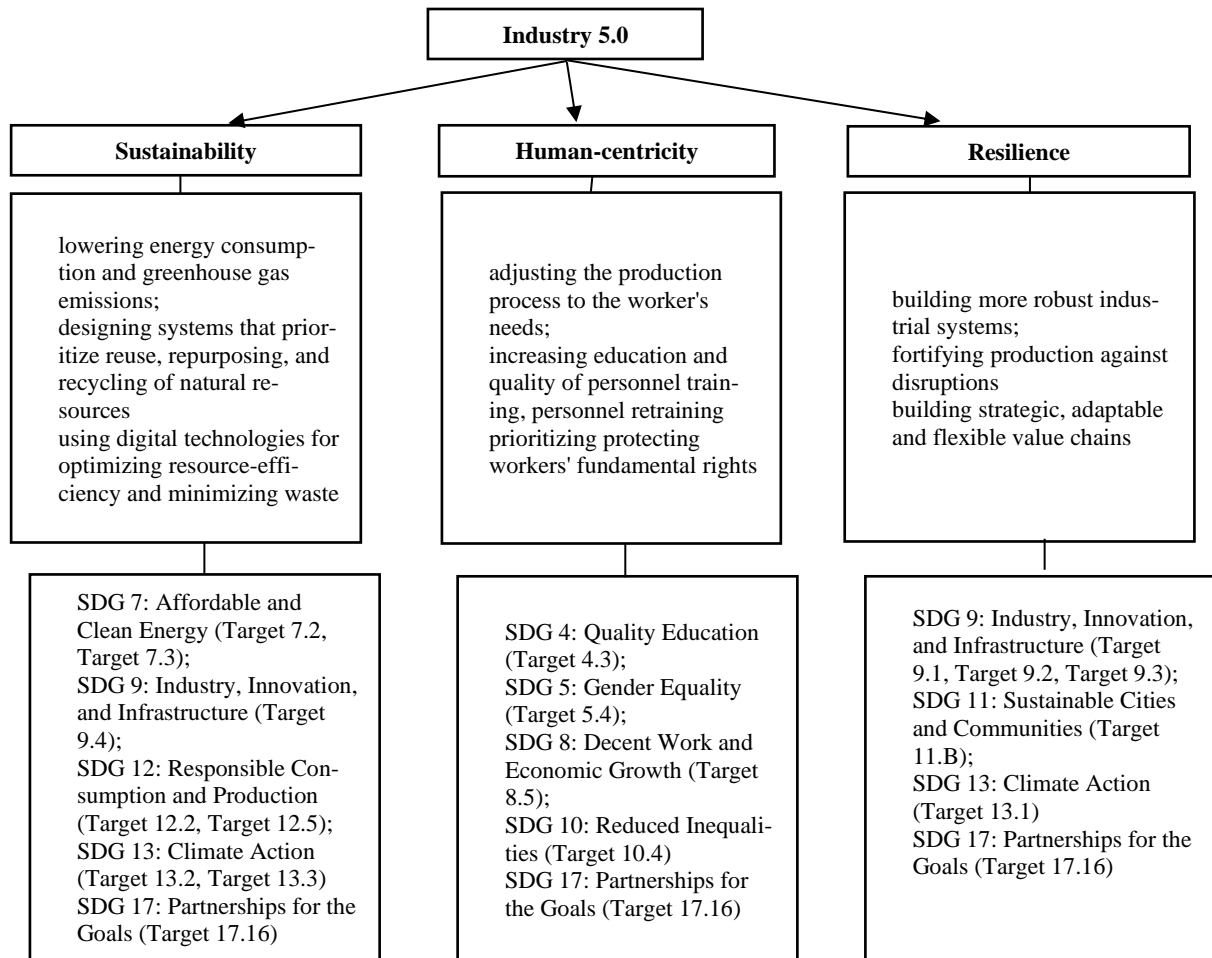 Industry 5.0
Sustainability
Human-centricity
Resilience
lowering energy consump-
tion and greenhouse gas
emissions;
designing systems that prior-
itize reuse, repurposing, and
recycling of natural re-
sources
using digital technologies for
optimizing resource-effi-
ciency and minimizing waste
adjusting the production
process to the worker's
needs;
increasing education and
quality of personnel train-
ing, personnel retraining
prioritizing protecting
workers' fundamental rights
building more robust indus-
trial systems;
fortifying production against
disruptions
building strategic, adaptable
and flexible value chains
SDG 7: Affordable and
Clean Energy (Target 7.2,
Target 7.3);
SDG 9: Industry, Innovation,
and Infrastructure (Target
9.4);
SDG 12: Responsible Con-
sumption and Production
(Target 12.2, Target 12.5);
SDG 13: Climate Action
(Target 13.2, Target 13.3)
SDG 17: Partnerships for the
Goals (Target 17.16)
SDG 4: Quality Education
(Target 4.3);
SDG 5: Gender Equality
(Target 5.4);
SDG 8: Decent Work and
Economic Growth (Target
8.5);
SDG 10: Reduced Inequali-
ties (Target 10.4)
SDG 17: Partnerships for
the Goals (Target 17.16)
SDG 9: Industry, Innovation,
and Infrastructure (Target
9.1, Target 9.2, Target 9.3);
SDG 11: Sustainable Cities
and Communities (Target
11.B);
SDG 13: Climate Action
(Target 13.1)
SDG 17: Partnerships for the
Goals (Target 17.16)